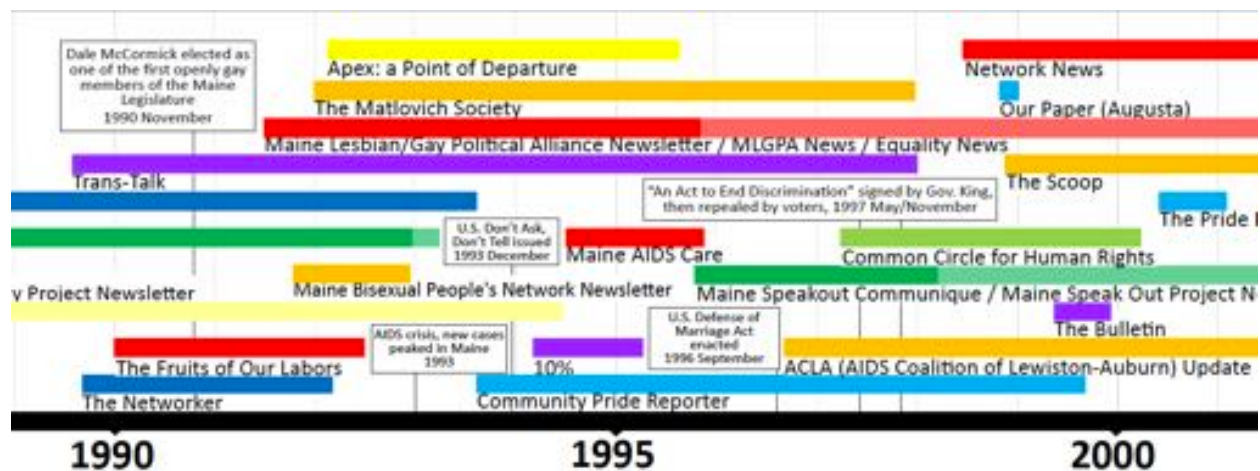 Dale McCormick elected as
one of the first openly gay
members of the Maine
Legislature
1990 November
Apex: a Point of Departure
Network News
The Matlovich Society
Our Paper (Augusta)
Maine Lesbian/Gay Political Alliance Newsletter / MLGPA News / Equality News
Trans-Talk
The Scoop
"An Act to End Discrimination" signed by Gov. King,
then repealed by voters, 1997 May/November
The Pride
U.S. Don't Ask,
Don't Tell issued
1993 December
Maine AIDS Care
Common Circle for Human Rights
y Project Newsletter
Maine Bisexual People's Network Newsletter
Maine Speakout Communique / Maine Speak Out Project N
U.S. Defense of
Marriage Act
enacted
1996 September
The Bulletin
AIDS crisis, new cases
peaked in Maine
1993
The Fruits of Our Labors
10%
ACLA (AIDS Coalition of Lewiston-Auburn) Update
The Networker
Community Pride Reporter
1990
1995
2000